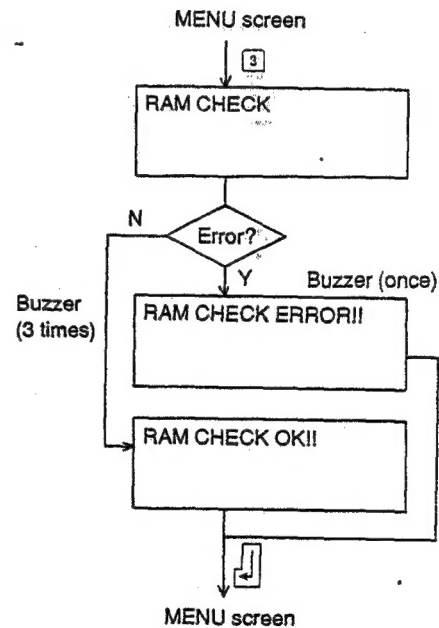 MENU screen
3
RAM CHECK
N
Error?
Y
Buzzer (once)
Buzzer
(3 times)
RAM CHECK ERROR!!
RAM CHECK OK!!
MENU screen